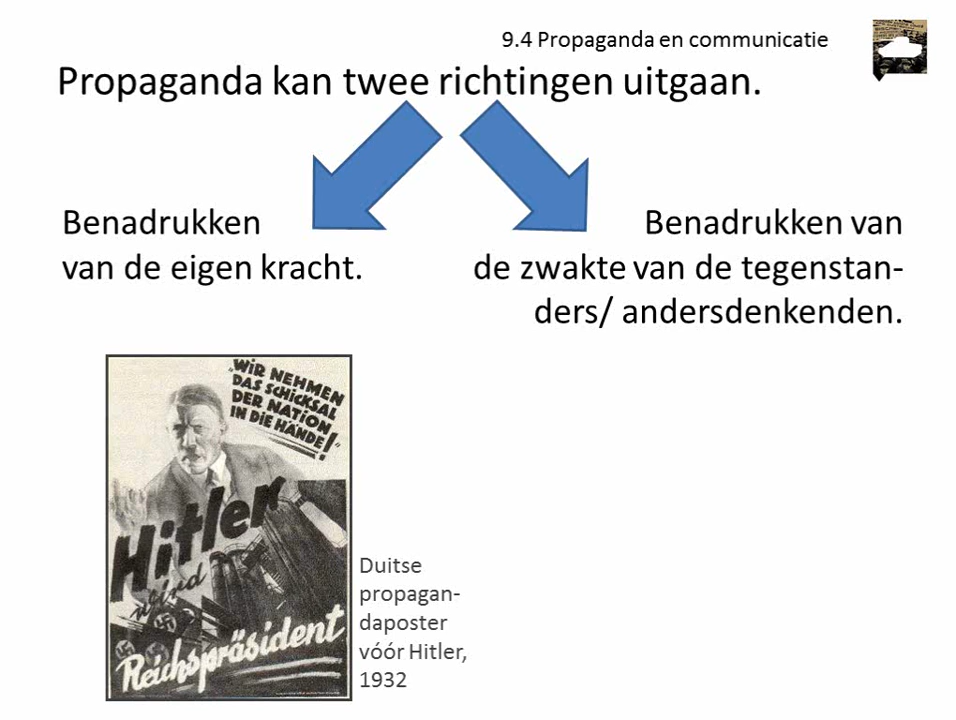 9.4 Propaganda en communicatie
Propaganda kan twee richtingen uitgaan.
Benadrukken
van de eigen kracht.
Benadrukken van
de zwakte van de tegenstan-
ders/ andersdenkenden.
„WIR NEHMEN
DAS SCHICKSAL
DER NATION
IN DIE HÄNDE!"
Hitler
wird
Reichspräsident
Duitse
propagan-
daposter
vóór Hitler,
1932